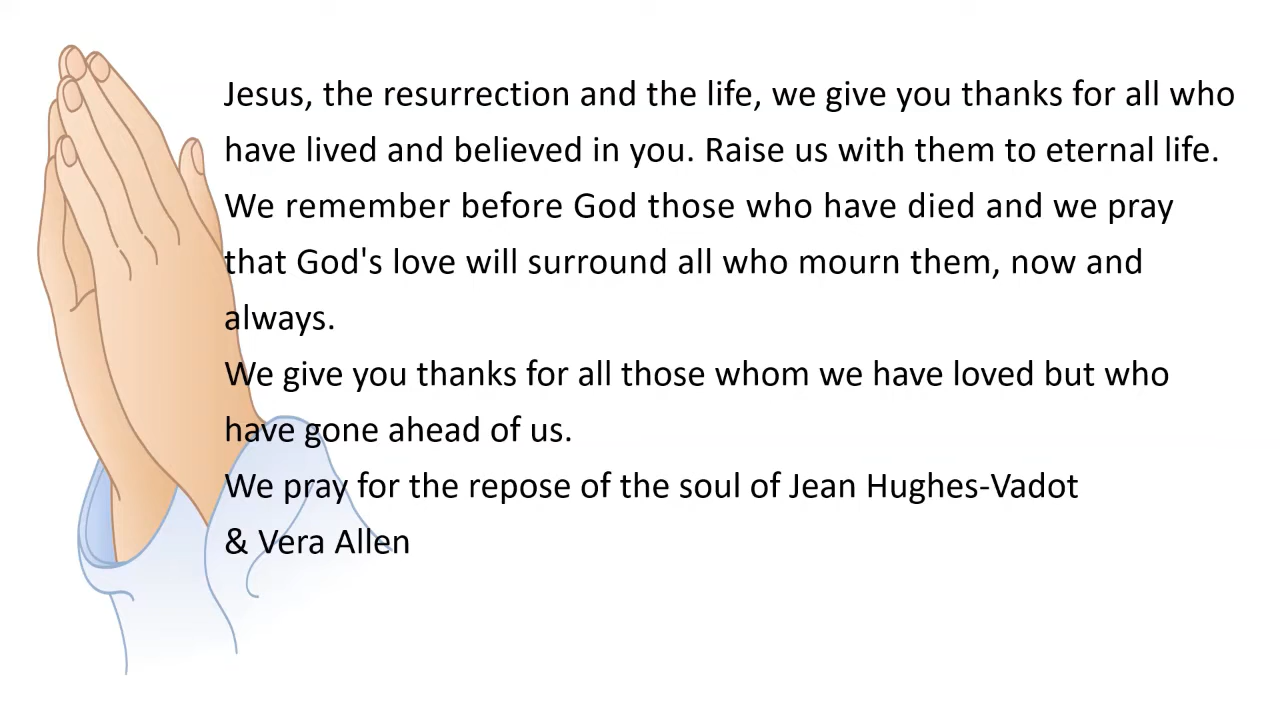 Jesus, the resurrection and the life, we give you thanks for all who
have lived and believed in you. Raise us with them to eternal life.
We remember before God those who have died and we pray
that God's love will surround all who mourn them, now and
always.
We give you thanks for all those whom we have loved but who
have gone ahead of us.
We pray for the repose of the soul of Jean Hughes-Vadot
& Vera Allen